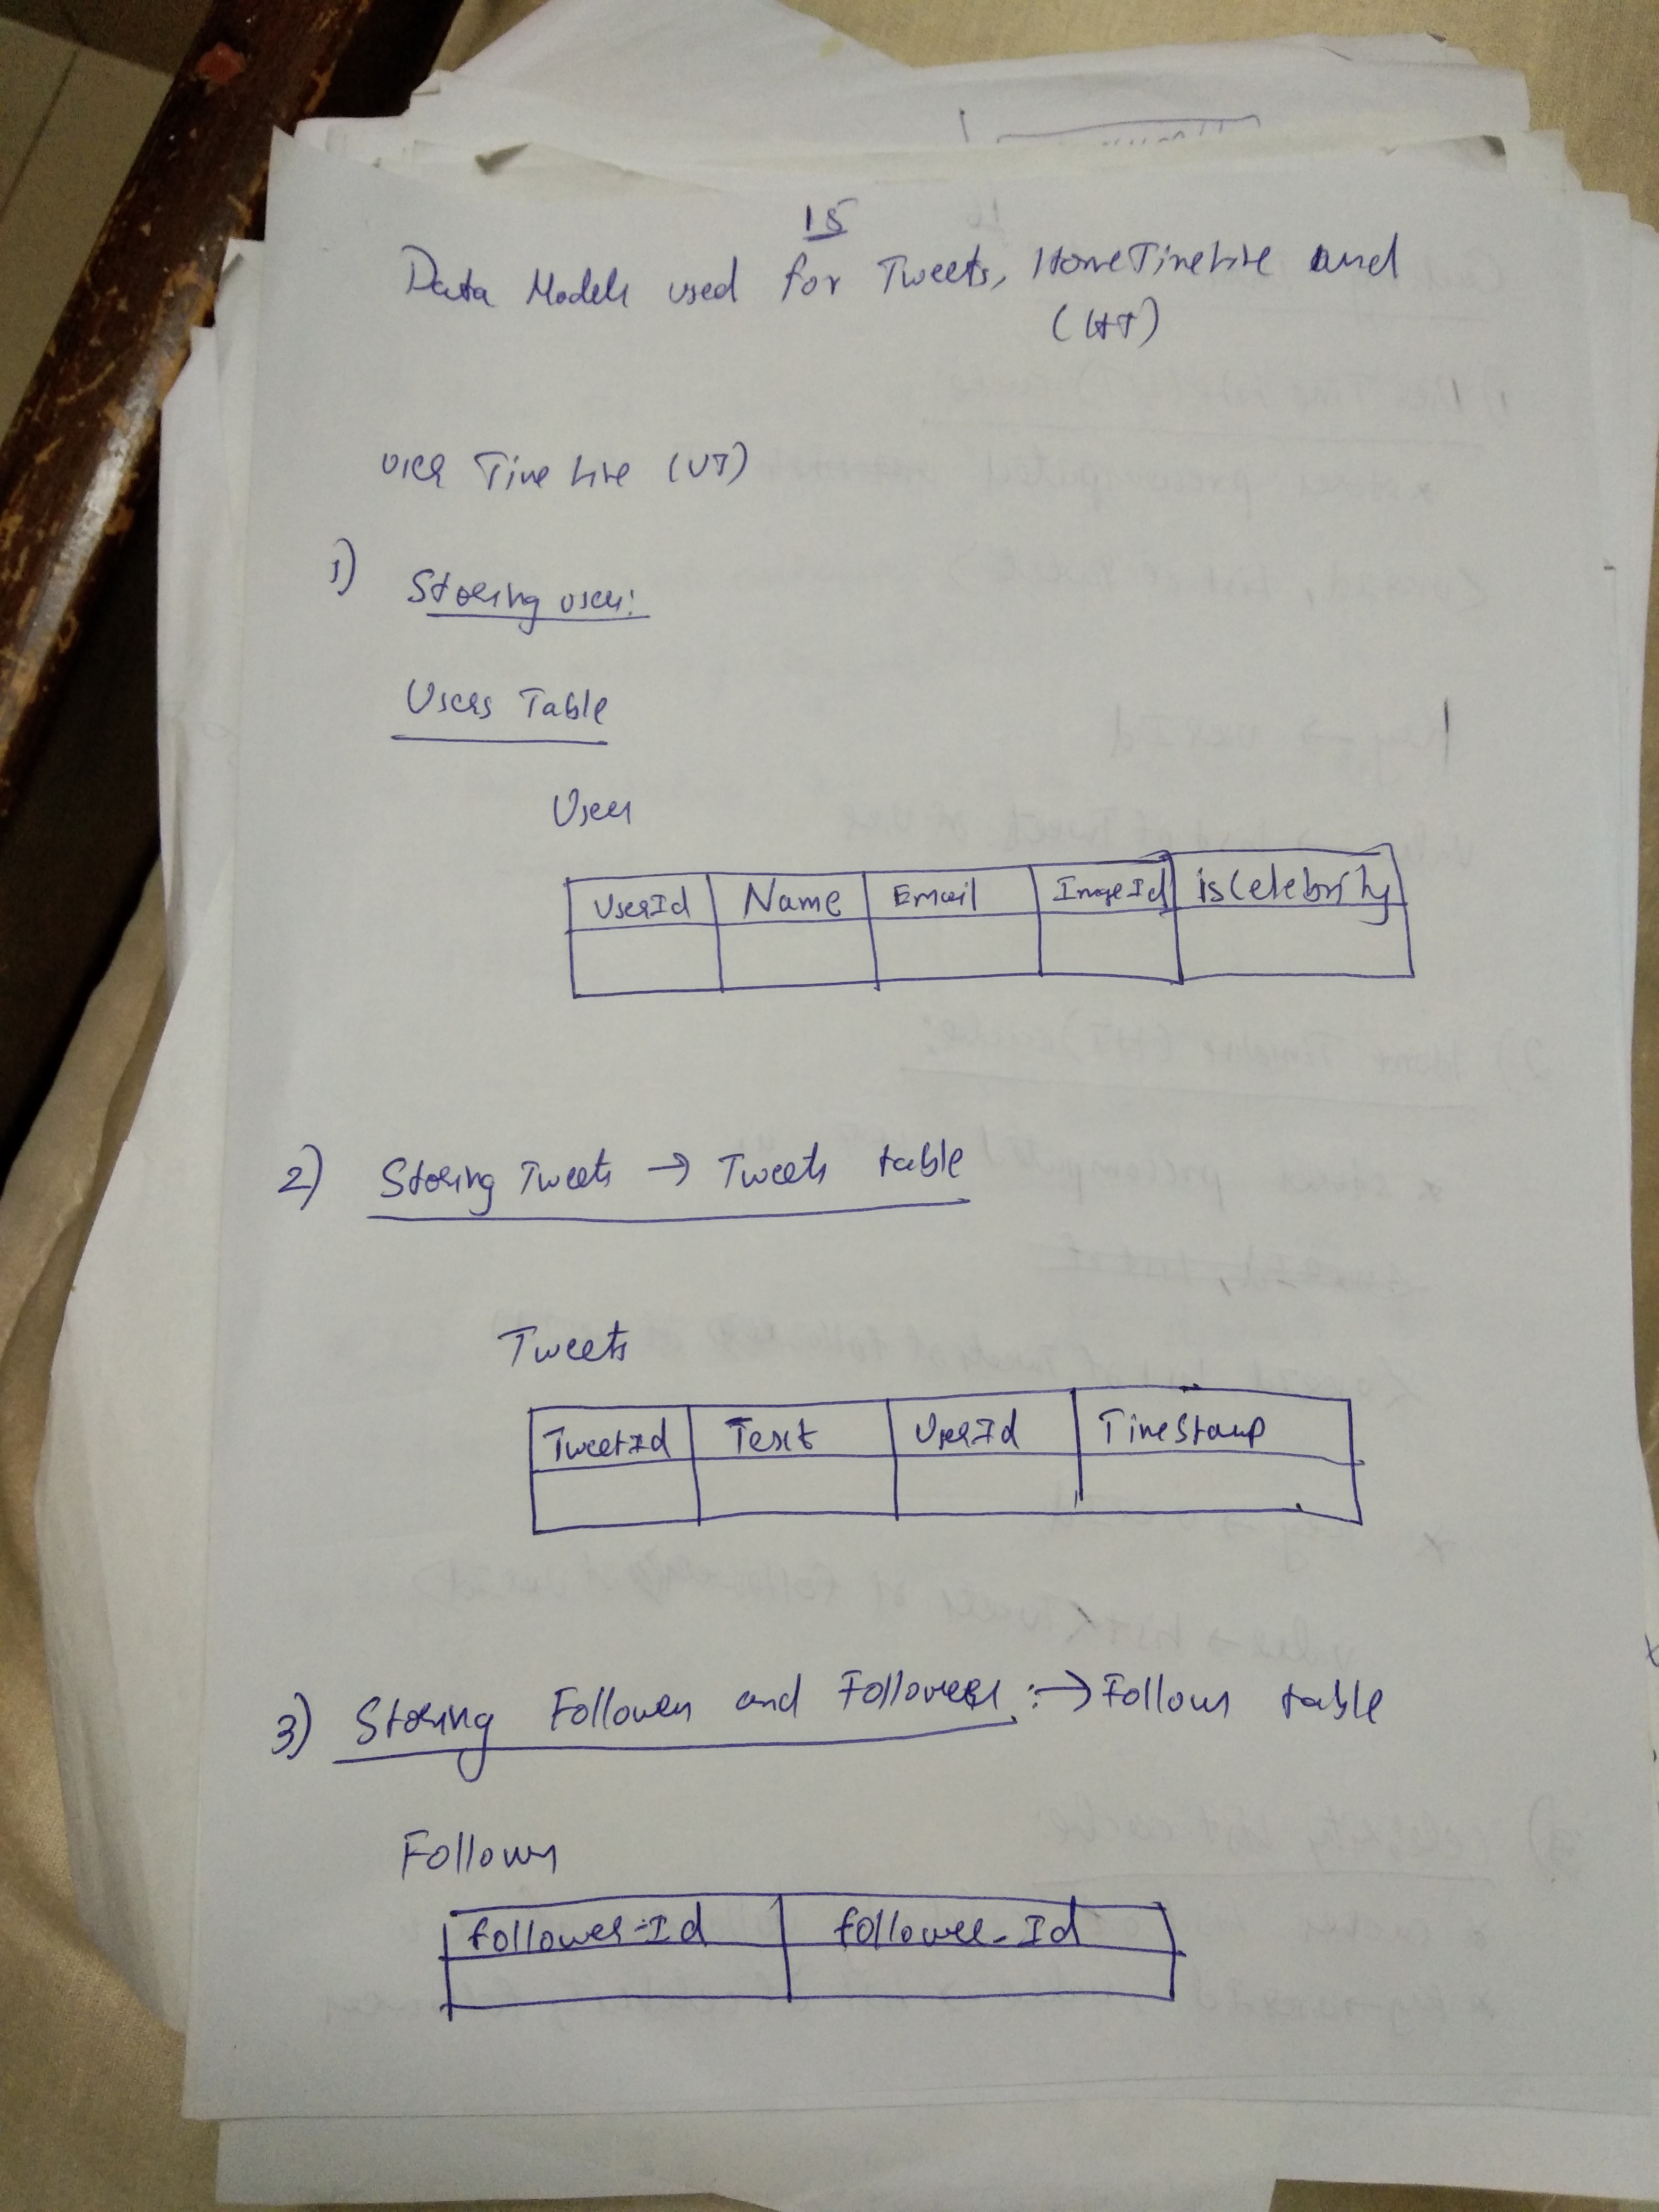 15
Data Models used for Tweets, HomeTimeLine and
(HT)
User Time Line (UT)
1) Storing user:
Users Table
User
UserId Name Email ImageId isCelebrity
2) Storing Tweets → Tweets table
Tweets
TweetId Text UserId TimeStamp
3) Storing Followers and Followees :→ Follows table
Follows
follower-Id followee-Id